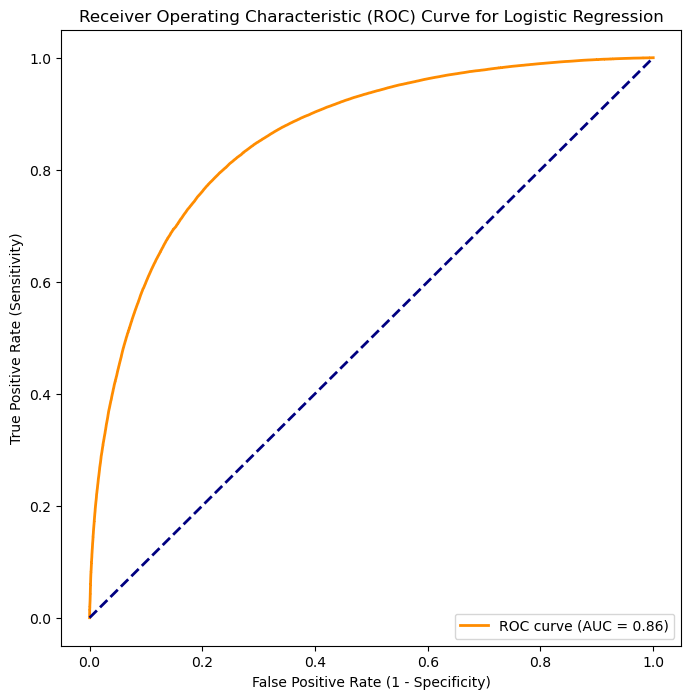 Receiver Operating Characteristic (ROC) Curve for Logistic Regression
True Positive Rate (Sensitivity)
1.0
0.8
0.6
0.4
0.2
0.0
ROC curve (AUC = 0.86)
0.0 0.2 0.4 0.6 0.8 1.0
False Positive Rate (1 - Specificity)